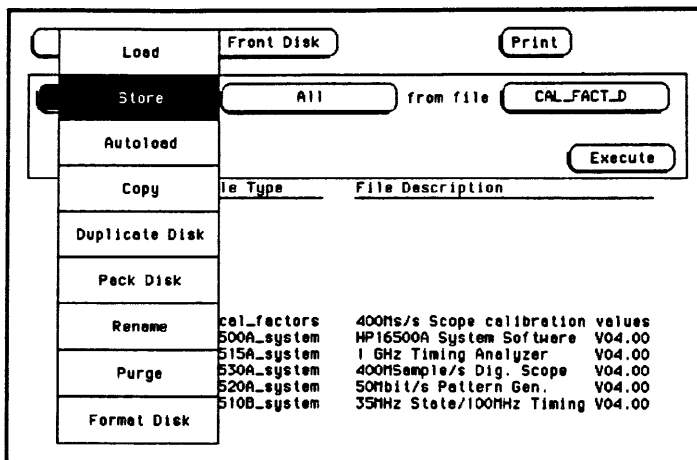 Load
Front Disk
Print
Store
All
from file
CAL_FACT_D
Autoload
Execute
Copy
le Type
File Description
Duplicate Disk
Pack Disk
Rename
cal_factors 400Ms/s Scope calibration values
500A_system HP16500A System Software V04.00
515A_system 1 GHz Timing Analyzer V04.00
530A_system 400MSample/s Dig. Scope V04.00
520A_system 50Mbit/s Pattern Gen. V04.00
510B_system 35MHz State/100MHz Timing V04.00
Purge
Format Disk